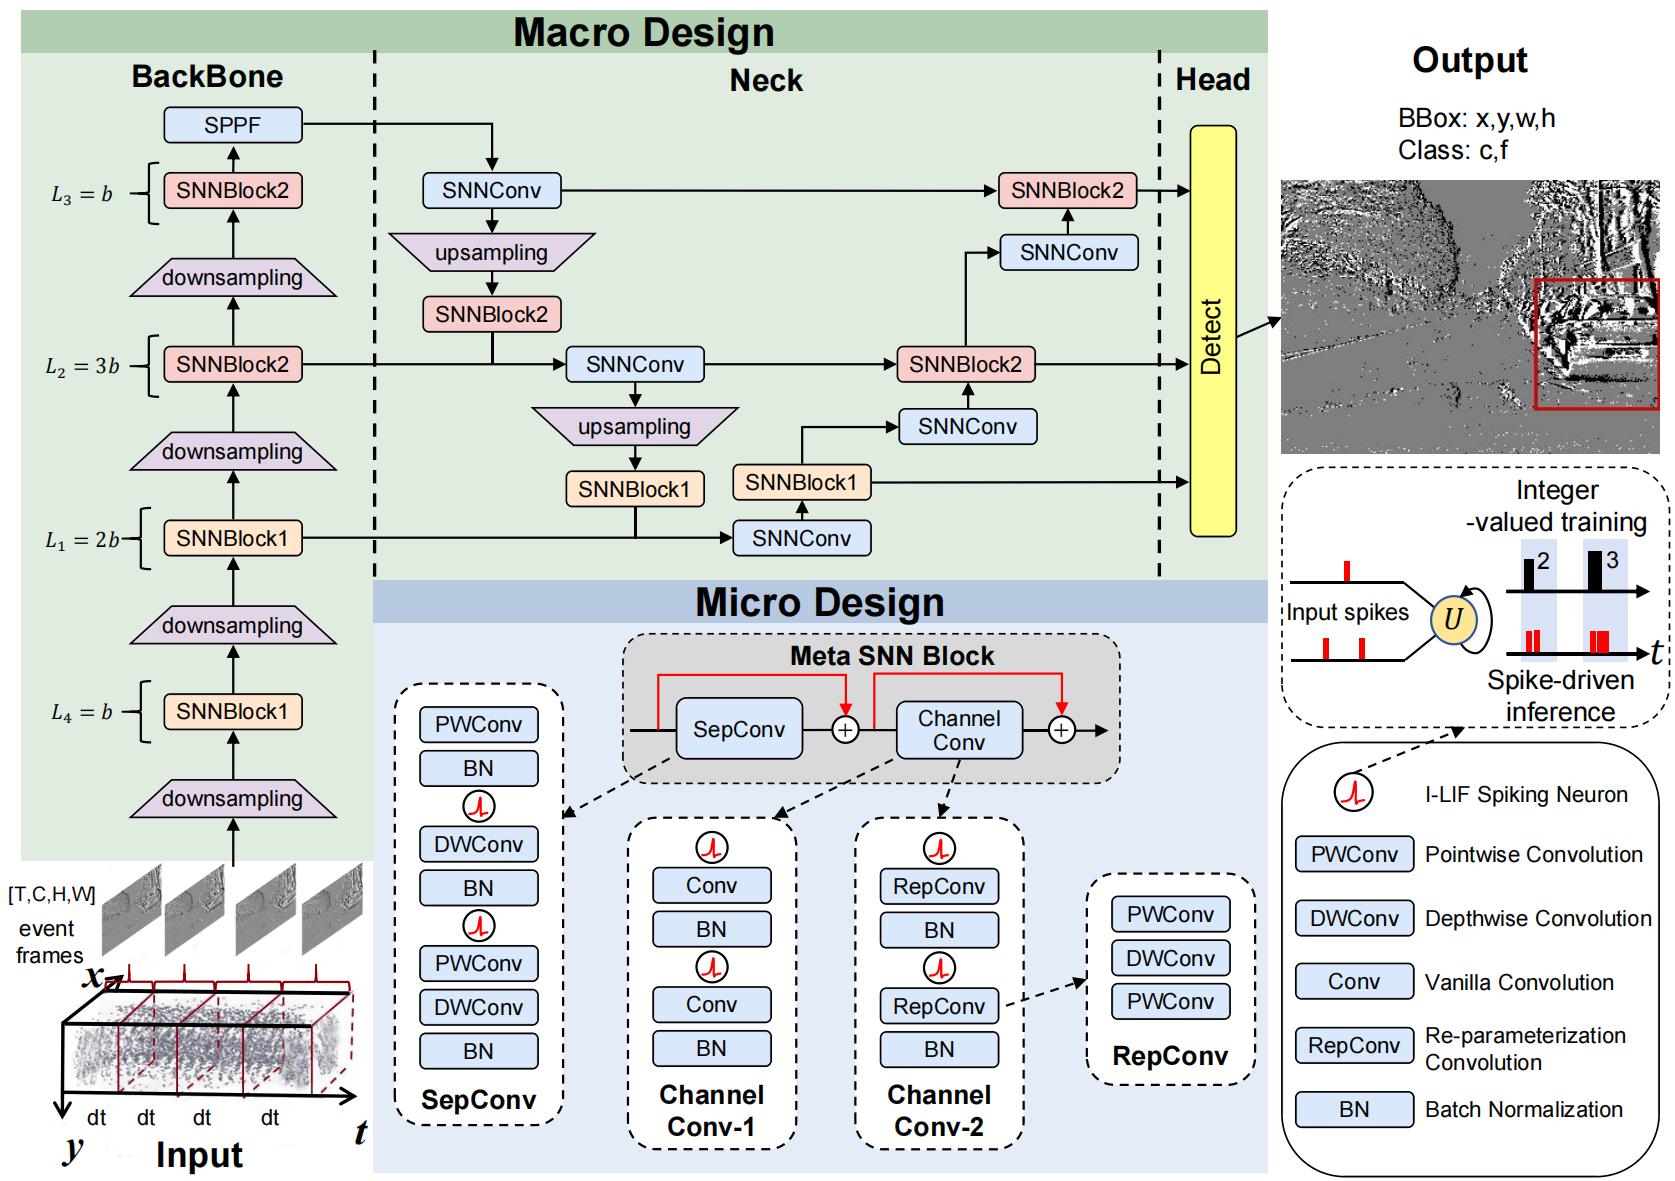 Macro Design
BackBone
Neck
Head
SPPF
L₃ = b
SNNBlock2
downsampling
L₂ = 3b
SNNBlock2
downsampling
L₁ = 2b
SNNBlock1
downsampling
L₄ = b
SNNBlock1
downsampling
SNNConv
upsampling
SNNBlock2
SNNConv
upsampling
SNNBlock1
SNNConv
SNNBlock1
SNNConv
SNNBlock2
SNNConv
SNNBlock2
Detect
[T,C,H,W]
event
frames
x
dt
dt
dt
dt
y
t
Input
Micro Design
Meta SNN Block
SepConv
+
Channel
Conv
+
PWConv
BN
DWConv
BN
PWConv
DWConv
BN
SepConv
Conv
BN
Conv
BN
Channel
Conv-1
RepConv
BN
RepConv
BN
Channel
Conv-2
PWConv
DWConv
PWConv
RepConv
Output
BBox: x,y,w,h
Class: c,f
Integer
-valued training
2
3
Input spikes
U
t
Spike-driven
inference
I-LIF Spiking Neuron
PWConv Pointwise Convolution
DWConv Depthwise Convolution
Conv Vanilla Convolution
RepConv Re-parameterization
Convolution
BN Batch Normalization